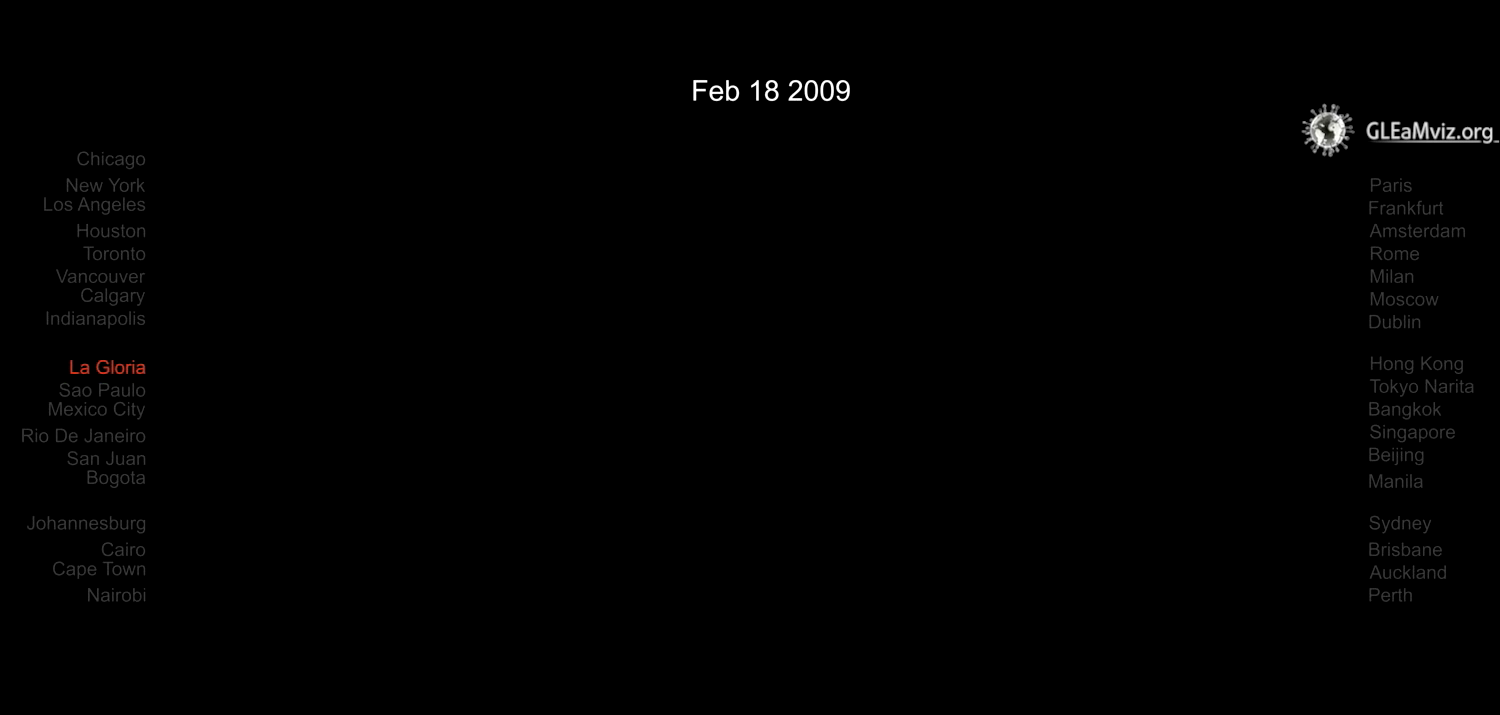 Feb 18 2009
GLEaMviz.org
Chicago
New York
Los Angeles
Houston
Toronto
Vancouver
Calgary
Indianapolis
La Gloria
Sao Paulo
Mexico City
Rio De Janeiro
San Juan
Bogota
Johannesburg
Cairo
Cape Town
Nairobi
Paris
Frankfurt
Amsterdam
Rome
Milan
Moscow
Dublin
Hong Kong
Tokyo Narita
Bangkok
Singapore
Beijing
Manila
Sydney
Brisbane
Auckland
Perth